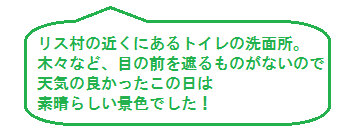 リス村の近くにあるトイレの洗面所。
木々など、目の前を遮るものがないので
天気の良かったこの日は
素晴らしい景色でした！